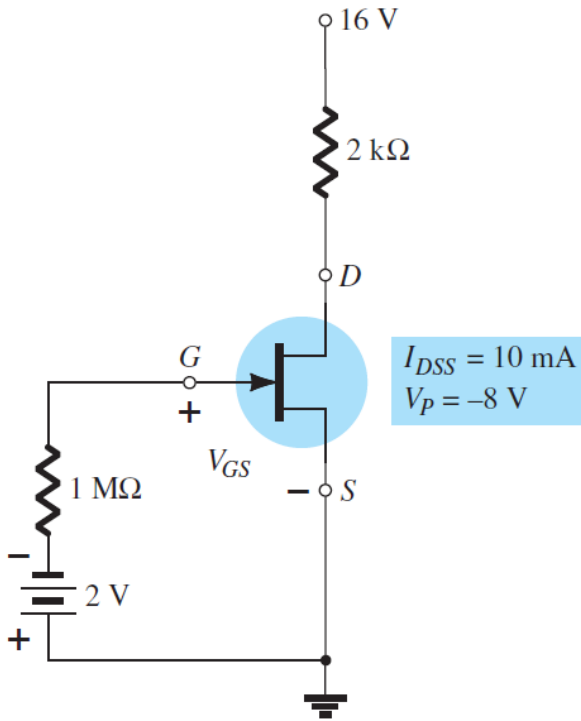 16 V
2 kΩ
D
G
I_DSS = 10 mA
V_P = –8 V
+
V_GS
1 MΩ
– S
–
2 V
+